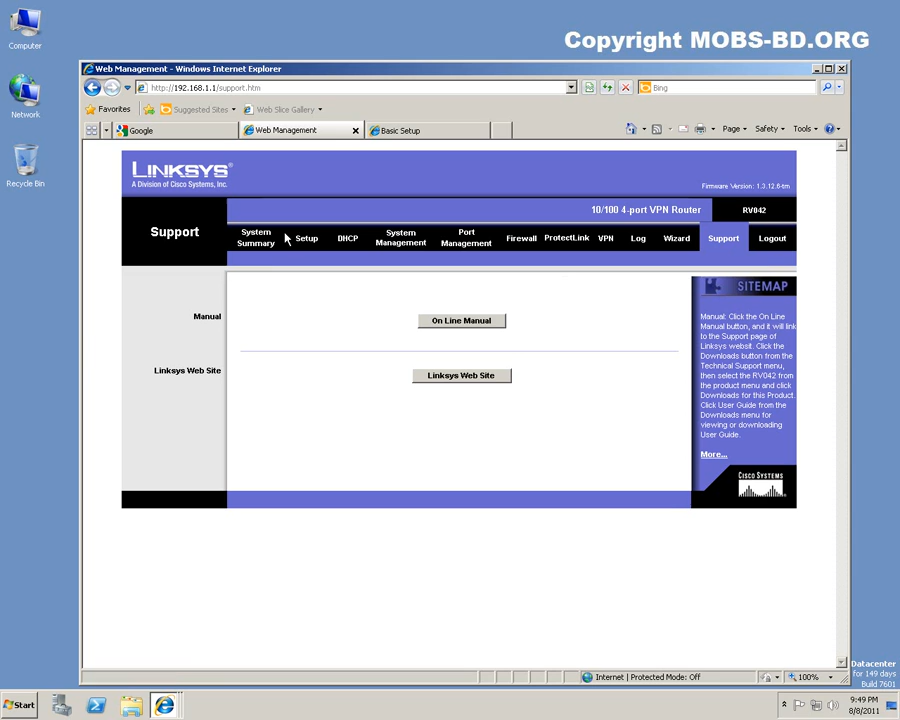 Computer
Network
Recycle Bin
Copyright MOBS-BD.ORG
Web Management - Windows Internet Explorer
http://192.168.1.1/support.htm
Bing
Favorites
Suggested Sites
Web Slice Gallery
Google
Web Management
Basic Setup
Page
Safety
Tools
LINKSYS®
A Division of Cisco Systems, Inc.
Firmware Version: 1.3.12.6-tm
10/100 4-port VPN Router
RV042
Support
System Summary
Setup
DHCP
System Management
Port Management
Firewall
ProtectLink
VPN
Log
Wizard
Support
Logout
Manual
On Line Manual
Linksys Web Site
Linksys Web Site
SITEMAP
Manual: Click the On Line
Manual button, and it will link
to the Support page of
Linksys websit. Click the
Downloads button from the
Technical Support menu,
then select the RV042 from
the product menu and click
Downloads for this Product.
Click User Guide from the
Downloads menu for
viewing or downloading
User Guide.
More...
CISCO SYSTEMS
Internet | Protected Mode: Off
100%
Datacenter
for 149 days
Build 7601
Start
9:49 PM
8/8/2011